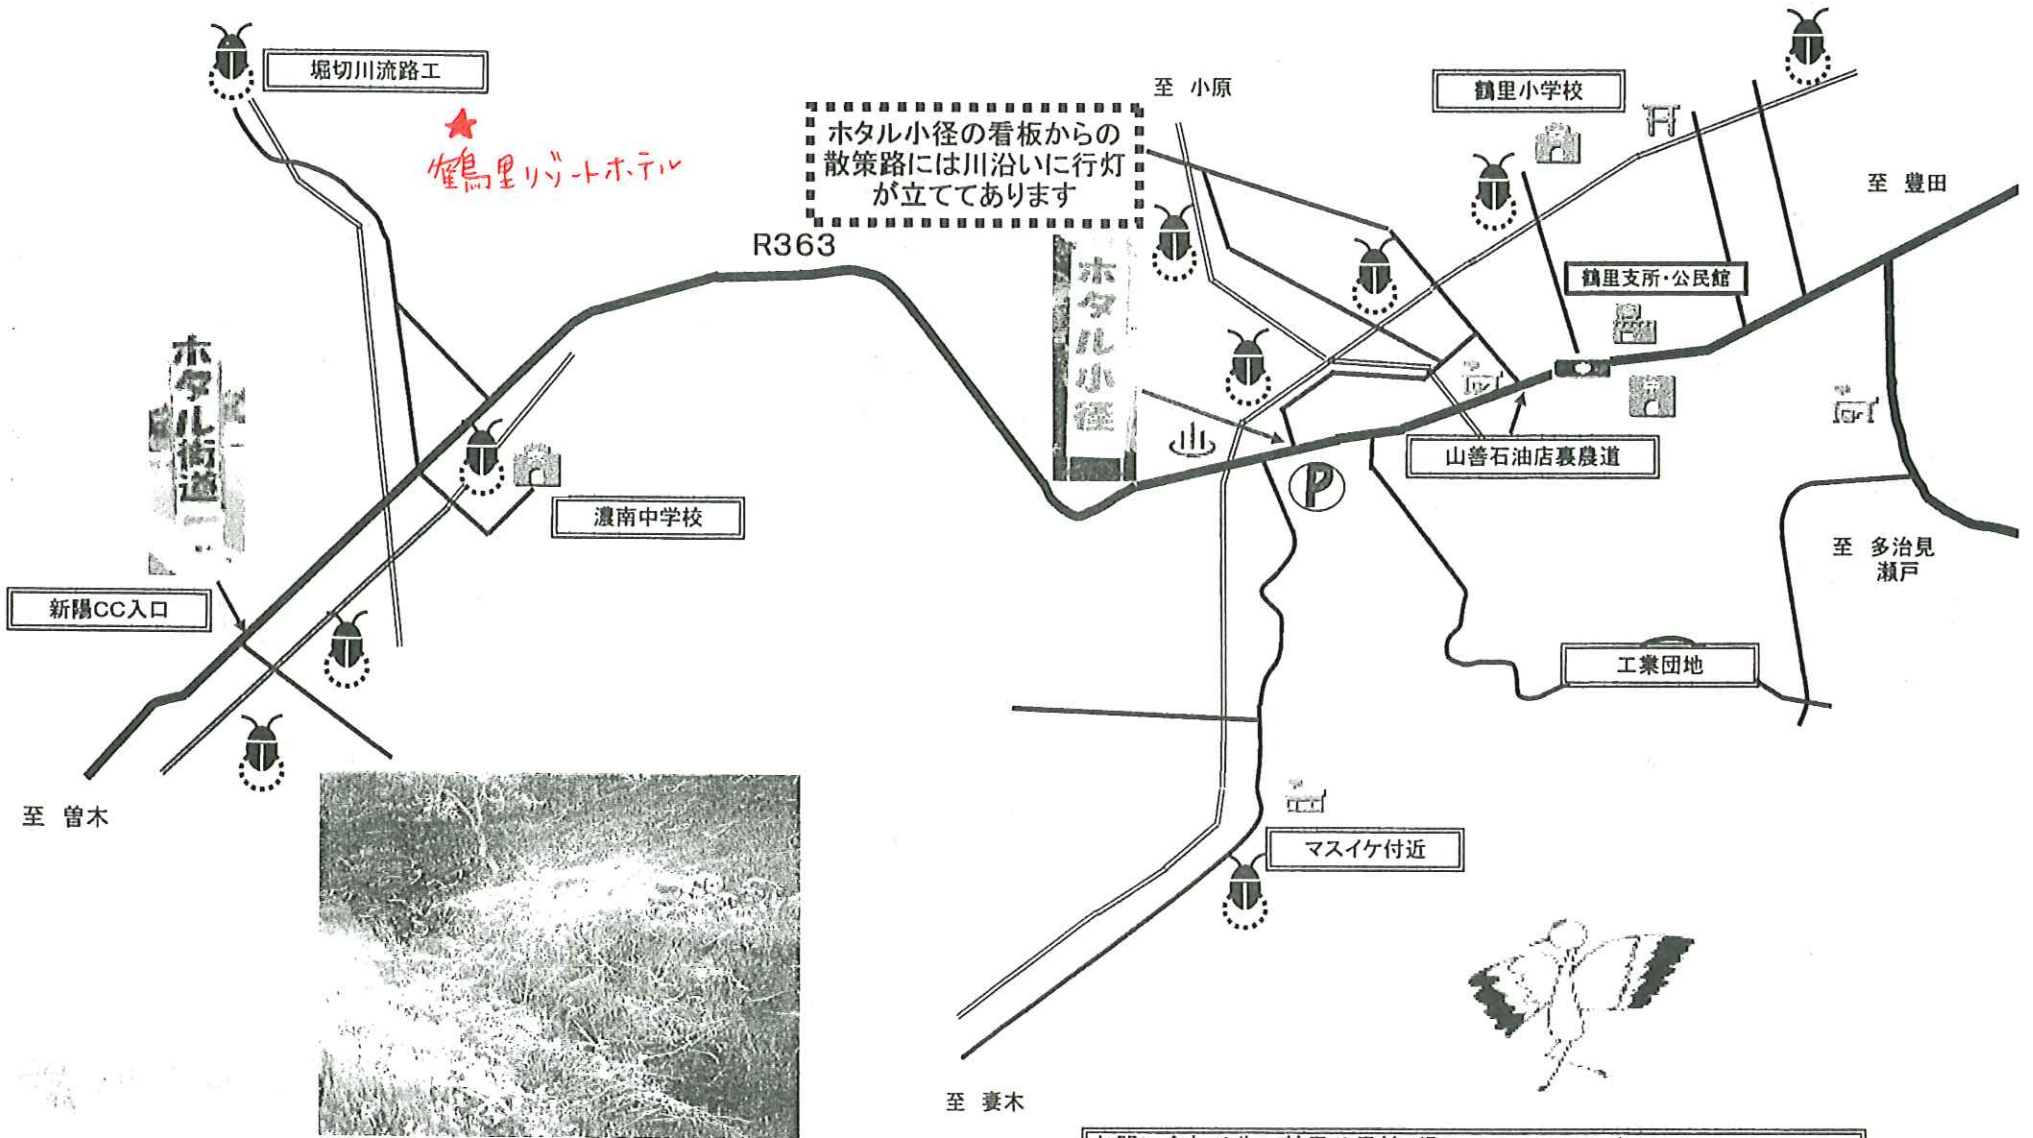 堀切川流路工
鶴里リゾートホテル
ホタル小径の看板からの
散策路には川沿いに行灯
が立ててあります
至 小原
鶴里小学校
至 豊田
R363
ホタル小径
鶴里支所・公民館
ホタル街道
山善石油店裏農道
P
濃南中学校
至 多治見
瀬戸
新陽CC入口
工業団地
至 曽木
マスイケ付近
至 妻木